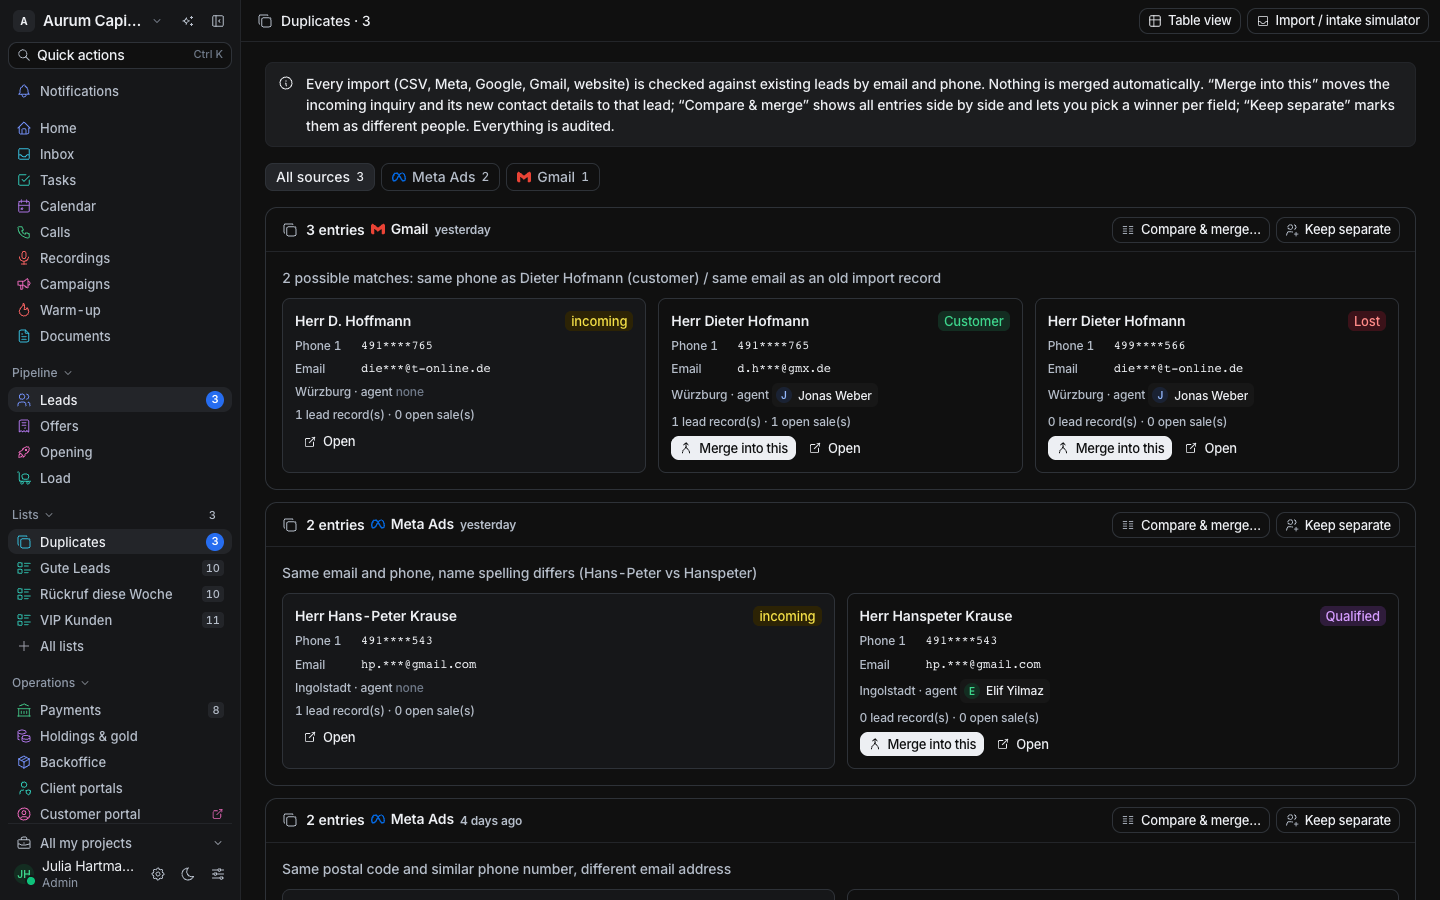 A Aurum Capi...
Quick actions Ctrl K
Notifications
Home
Inbox
Tasks
Calendar
Calls
Recordings
Campaigns
Warm-up
Documents
Pipeline
Leads 3
Offers
Opening
Load
Lists 3
Duplicates 3
Gute Leads 10
Rückruf diese Woche 10
VIP Kunden 11
All lists
Operations
Payments 8
Holdings & gold
Backoffice
Client portals
Customer portal
All my projects
JH Julia Hartma...
Admin
Duplicates · 3
Table view
Import / intake simulator
Every import (CSV, Meta, Google, Gmail, website) is checked against existing leads by email and phone. Nothing is merged automatically. “Merge into this” moves the
incoming inquiry and its new contact details to that lead; “Compare & merge” shows all entries side by side and lets you pick a winner per field; “Keep separate” marks
them as different people. Everything is audited.
All sources 3
Meta Ads 2
Gmail 1
3 entries Gmail yesterday
Compare & merge...
Keep separate
2 possible matches: same phone as Dieter Hofmann (customer) / same email as an old import record
Herr D. Hoffmann incoming
Phone 1 491****765
Email die***@t-online.de
Würzburg · agent none
1 lead record(s) · 0 open sale(s)
Open
Herr Dieter Hofmann Customer
Phone 1 491****765
Email d.h***@gmx.de
Würzburg · agent J Jonas Weber
1 lead record(s) · 1 open sale(s)
Merge into this Open
Herr Dieter Hofmann Lost
Phone 1 499****566
Email die***@t-online.de
Würzburg · agent J Jonas Weber
0 lead record(s) · 0 open sale(s)
Merge into this Open
2 entries Meta Ads yesterday
Compare & merge...
Keep separate
Same email and phone, name spelling differs (Hans-Peter vs Hanspeter)
Herr Hans-Peter Krause incoming
Phone 1 491****543
Email hp.***@gmail.com
Ingolstadt · agent none
1 lead record(s) · 0 open sale(s)
Open
Herr Hanspeter Krause Qualified
Phone 1 491****543
Email hp.***@gmail.com
Ingolstadt · agent E Elif Yilmaz
0 lead record(s) · 0 open sale(s)
Merge into this Open
2 entries Meta Ads 4 days ago
Compare & merge...
Keep separate
Same postal code and similar phone number, different email address